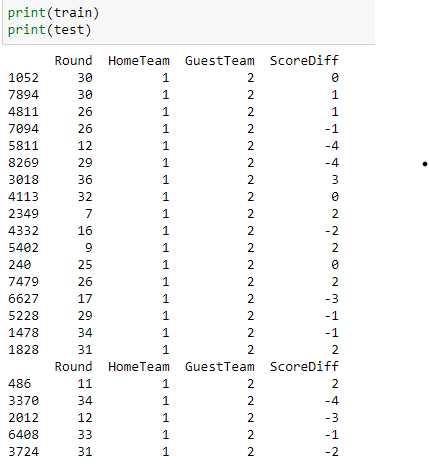 print(train)
print(test)
Round HomeTeam GuestTeam ScoreDiff
1052 30 1 2 0
7894 30 1 2 1
4811 26 1 2 1
7094 26 1 2 -1
5811 12 1 2 -4
8269 29 1 2 -4
3018 36 1 2 3
4113 32 1 2 0
2349 7 1 2 2
4332 16 1 2 -2
5402 9 1 2 2
240 25 1 2 0
7479 26 1 2 2
6627 17 1 2 -3
5228 29 1 2 -1
1478 34 1 2 -1
1828 31 1 2 2
Round HomeTeam GuestTeam ScoreDiff
486 11 1 2 2
3370 34 1 2 -4
2012 12 1 2 -3
6408 33 1 2 -1
3724 31 1 2 -2